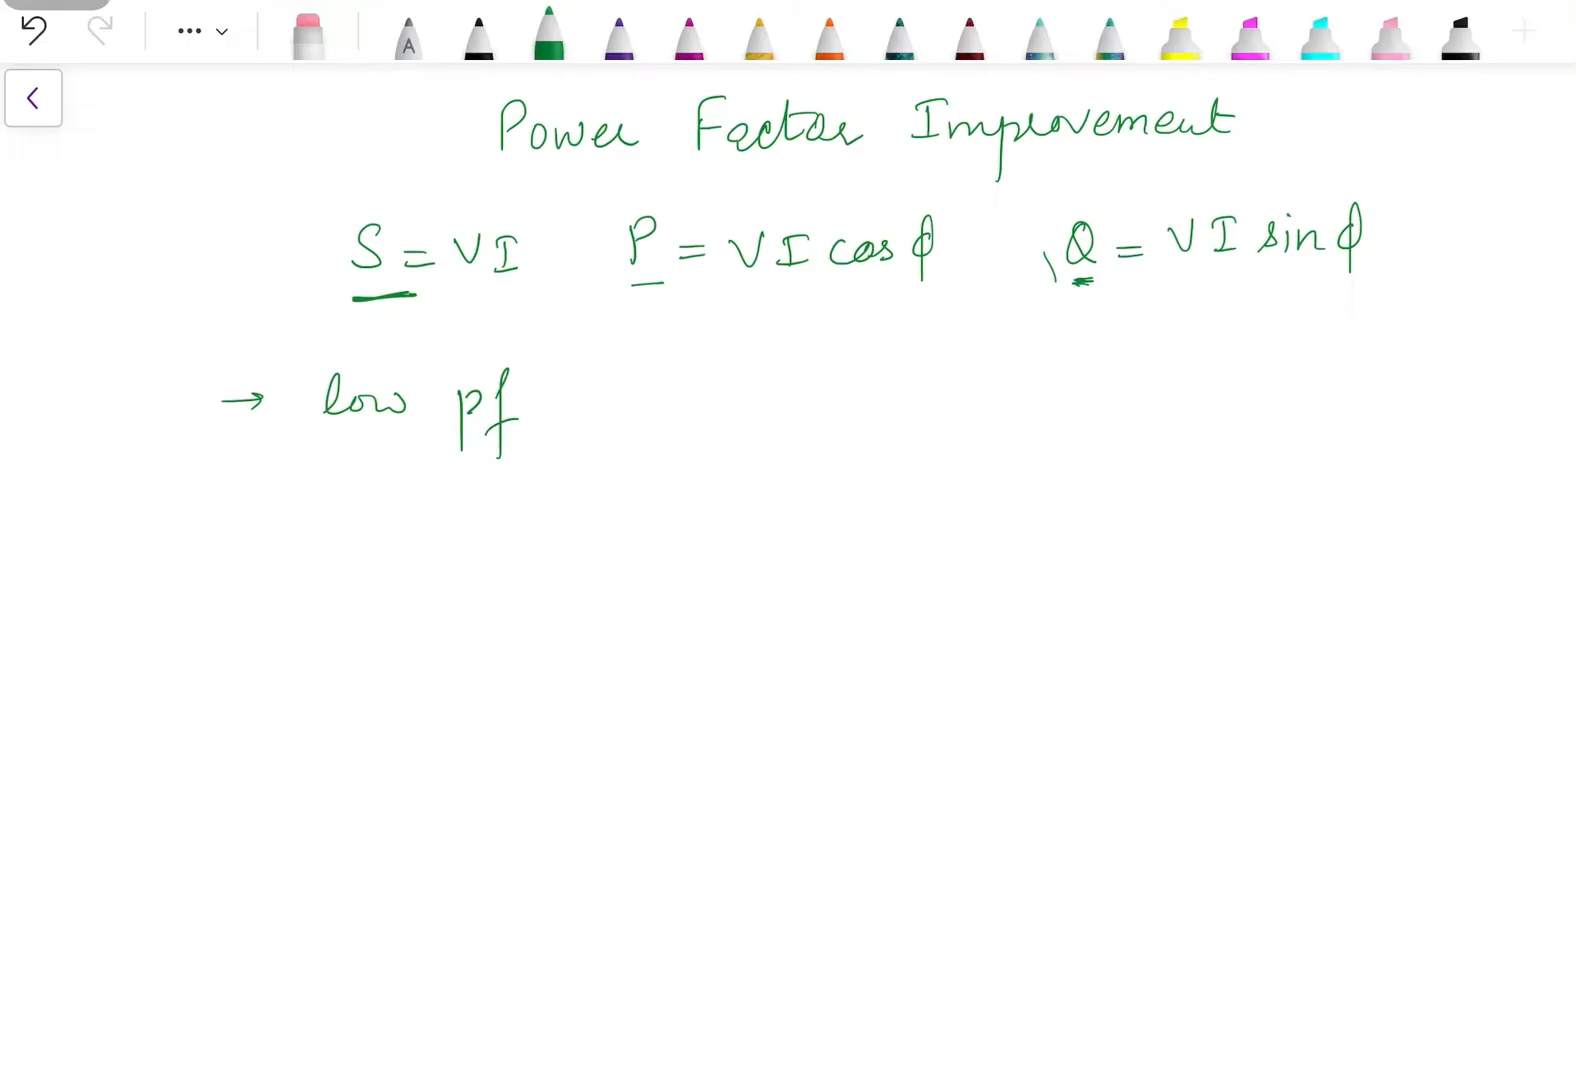 A
Power Factor Improvement
S = VI P = VI cos ϕ , Q = VI sin ϕ
→ low pf